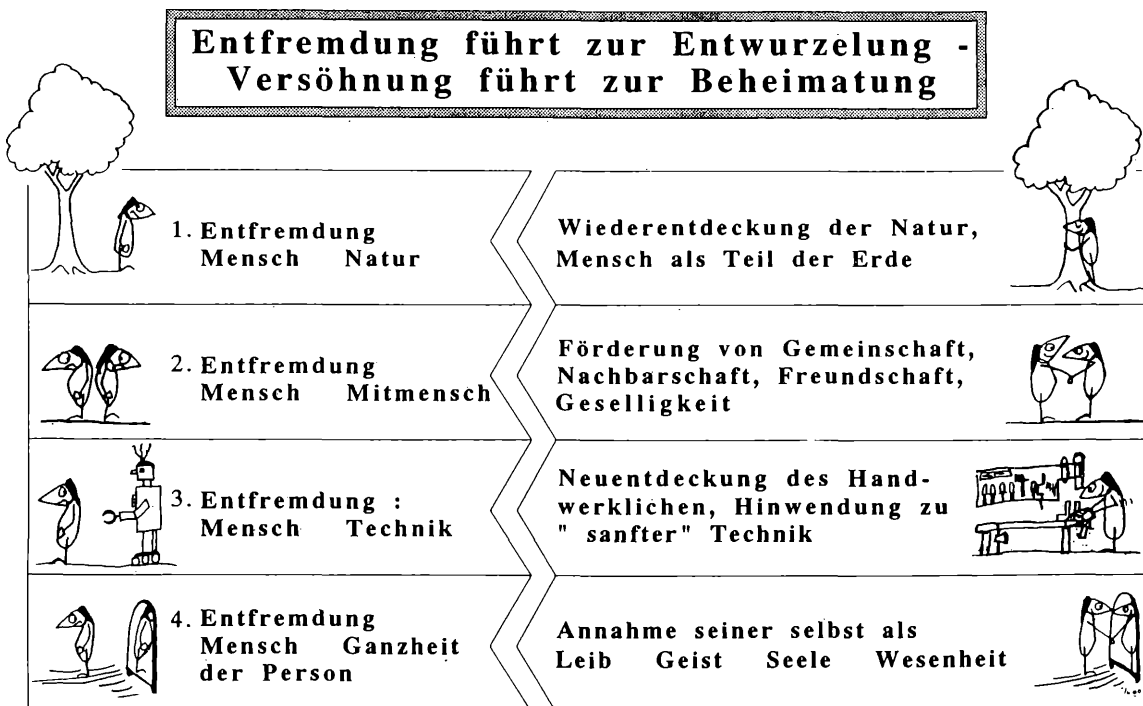 Entfremdung führt zur Entwurzelung -
Versöhnung führt zur Beheimatung
1. Entfremdung
Mensch Natur
Wiederentdeckung der Natur,
Mensch als Teil der Erde
2. Entfremdung
Mensch Mitmensch
Förderung von Gemeinschaft,
Nachbarschaft, Freundschaft,
Geselligkeit
3. Entfremdung :
Mensch Technik
Neuentdeckung des Hand-
werklichen, Hinwendung zu
" sanfter" Technik
4. Entfremdung
Mensch Ganzheit
der Person
Annahme seiner selbst als
Leib Geist Seele Wesenheit